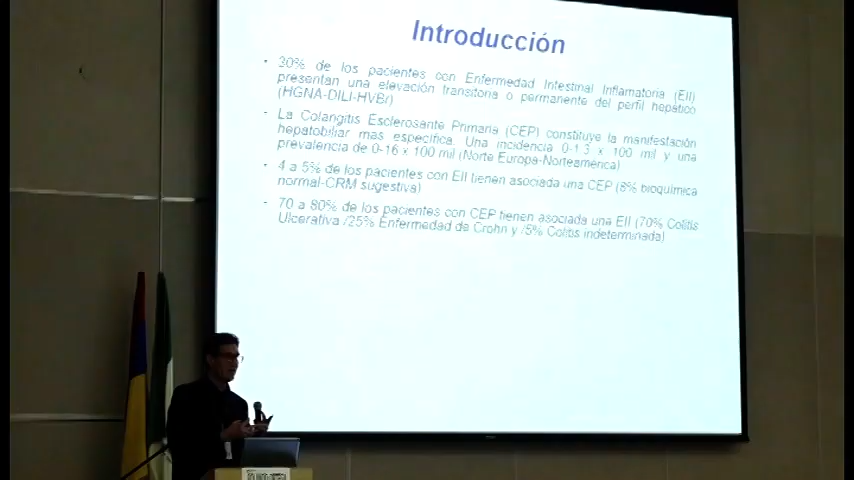 Introducción
- 30% de los pacientes con Enfermedad Intestinal Inflamatoria (EII)
presentan una elevación transitoria o permanente del perfil hepático
(HGNA-DILI-HVBr)
- La Colangitis Esclerosante Primaria (CEP) constituye la manifestación
hepatobiliar mas especifica. Una incidencia 0-1.3 x 100 mil y una
prevalencia de 0-16 x 100 mil (Norte Europa-Norteamérica)
- 4 a 5% de los pacientes con EII tienen asociada una CEP (8% bioquímica
normal-CRM sugestiva)
- 70 a 80% de los pacientes con CEP tienen asociada una EII (70% Colitis
Ulcerativa /25% Enfermedad de Crohn y /5% Colitis indeterminada)